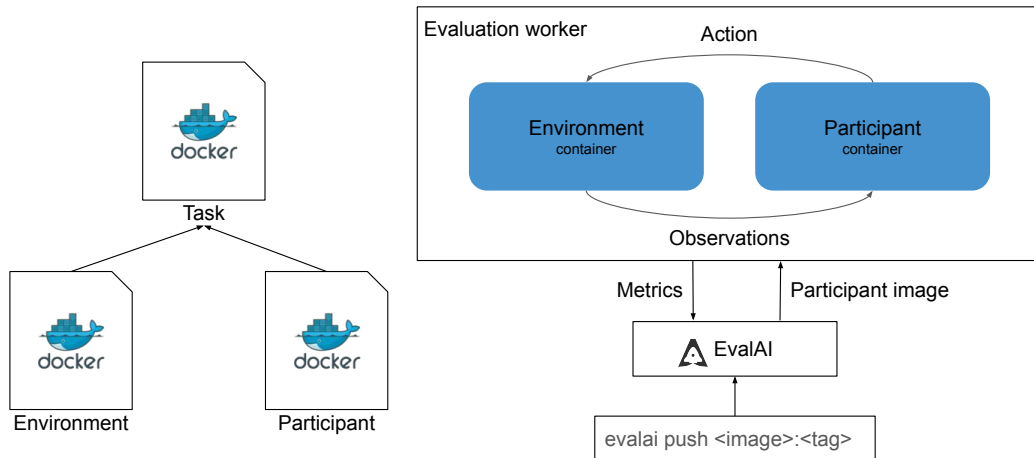 docker
Task
docker
Environment
docker
Participant
Evaluation worker
Action
Environment
container
Participant
container
Observations
Metrics
Participant image
EvalAI
evalai push <image>:<tag>